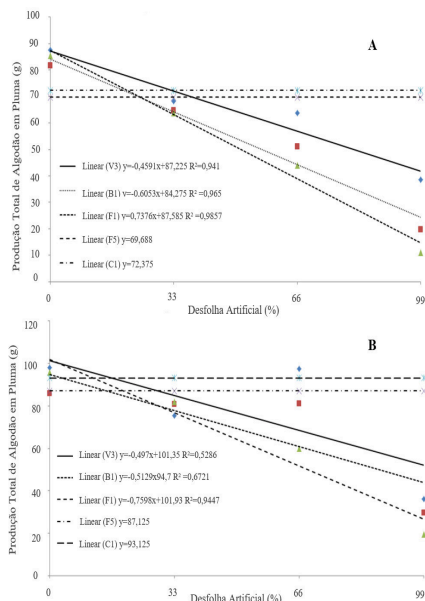 A
Produção Total de Algodão em Pluma (g)
100
90
80
70
60
50
40
30
20
10
0
Linear (V3) y=-0,4591x+87,225 R²=0,941
Linear (B1) y=-0.6053x+84,275 R²=0,965
Linear (F1) y=0,7376x+87,585 R² =0,9857
Linear (F5) y=69,688
Linear (C1) y=72,375
0 33 66 99
Desfolha Artificial (%)
B
Produção Total de Algodão em Pluma (g)
120
100
80
60
40
20
0
Linear (V3) y=-0,497x+101,35 R²=0,5286
Linear (B1) y=-0,5129x94,7 R² =0,6721
Linear (F1) y=-0,7598x+101,93 R² =0,9447
Linear (F5) y=87,125
Linear (C1) y=93,125
0 33 66 99
Desfolha Artificial (%)